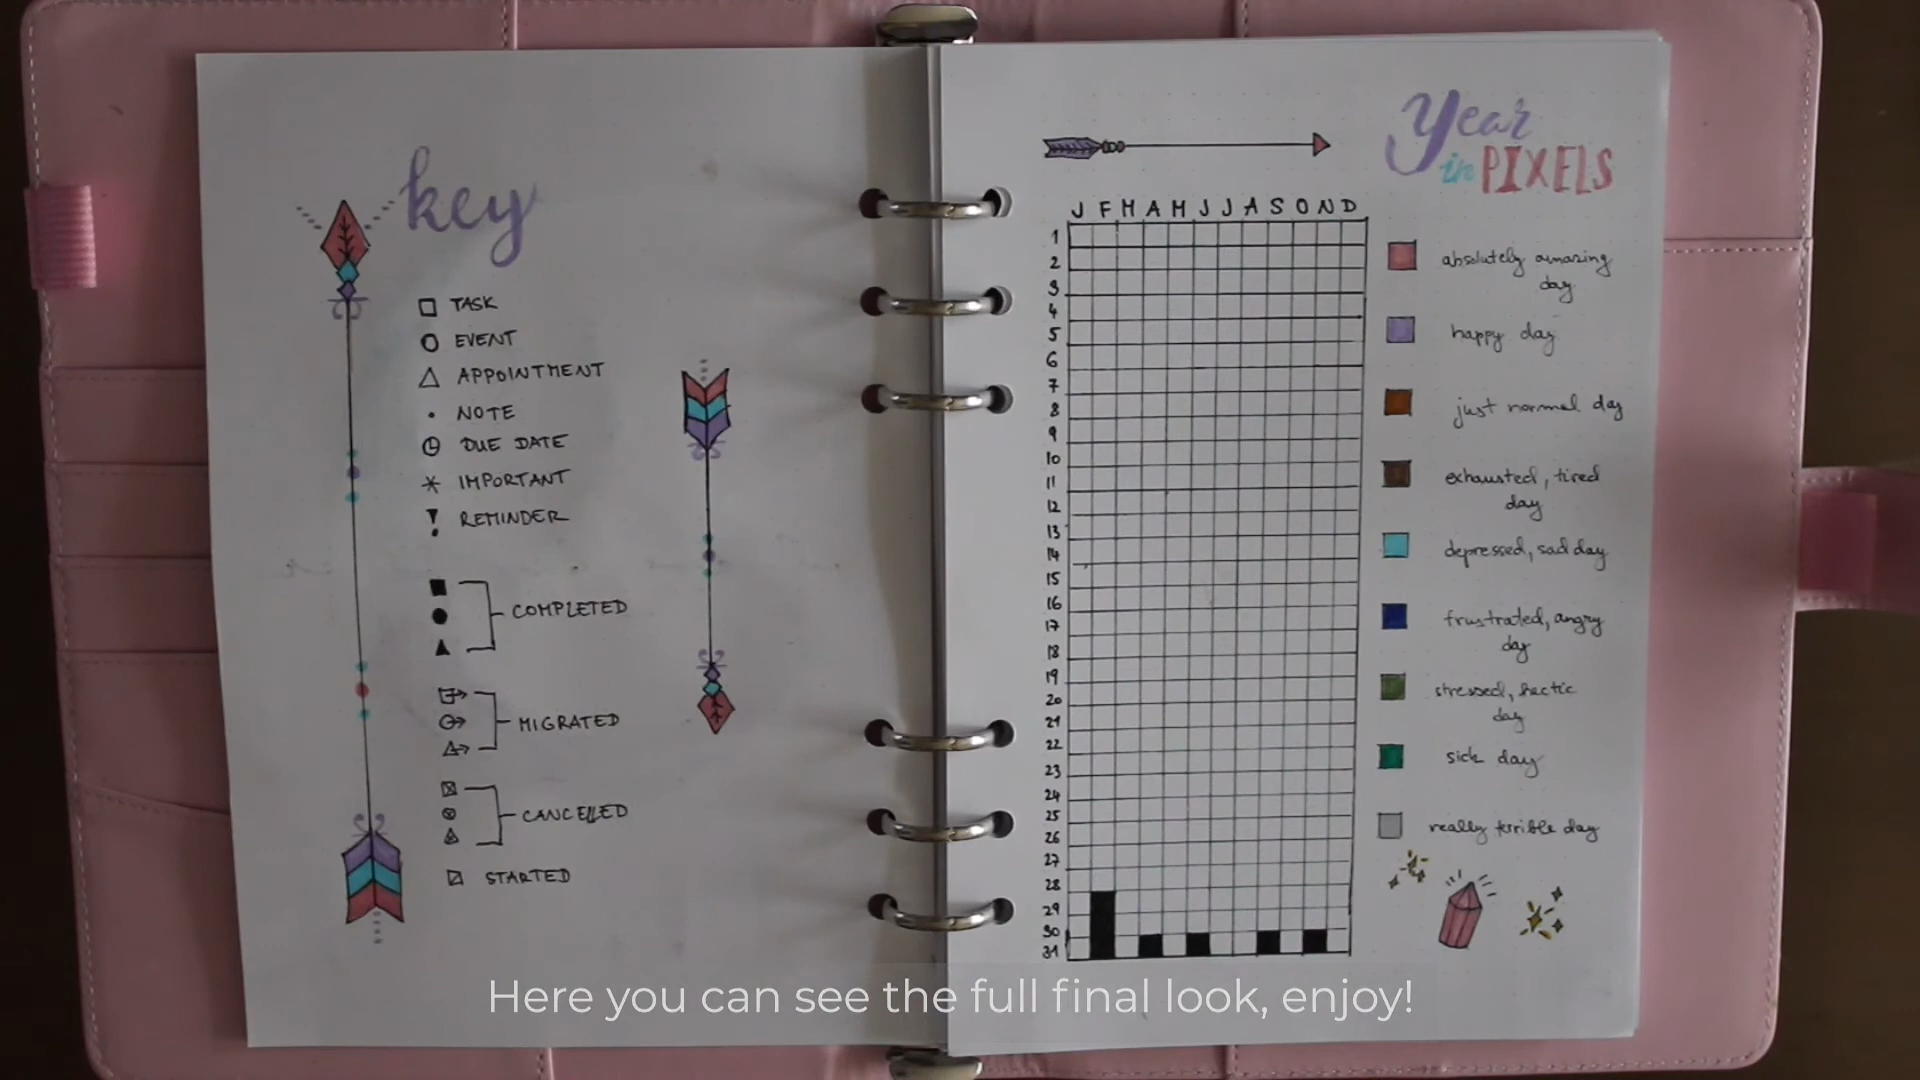 key
TASK
EVENT
APPOINTMENT
NOTE
DUE DATE
IMPORTANT
REMINDER
COMPLETED
MIGRATED
CANCELLED
STARTED
Year
in PIXELS
J F M A M J J A S O N D
1
2
3
4
5
6
7
8
9
10
11
12
13
14
15
16
17
18
19
20
21
22
23
24
25
26
27
28
29
30
31
absolutely amazing
day
happy day
just normal day
exhausted, tired
day
depressed, sad day
frustrated, angry
day
stressed, hectic
day
sick day
really terrible day
Here you can see the full final look, enjoy!